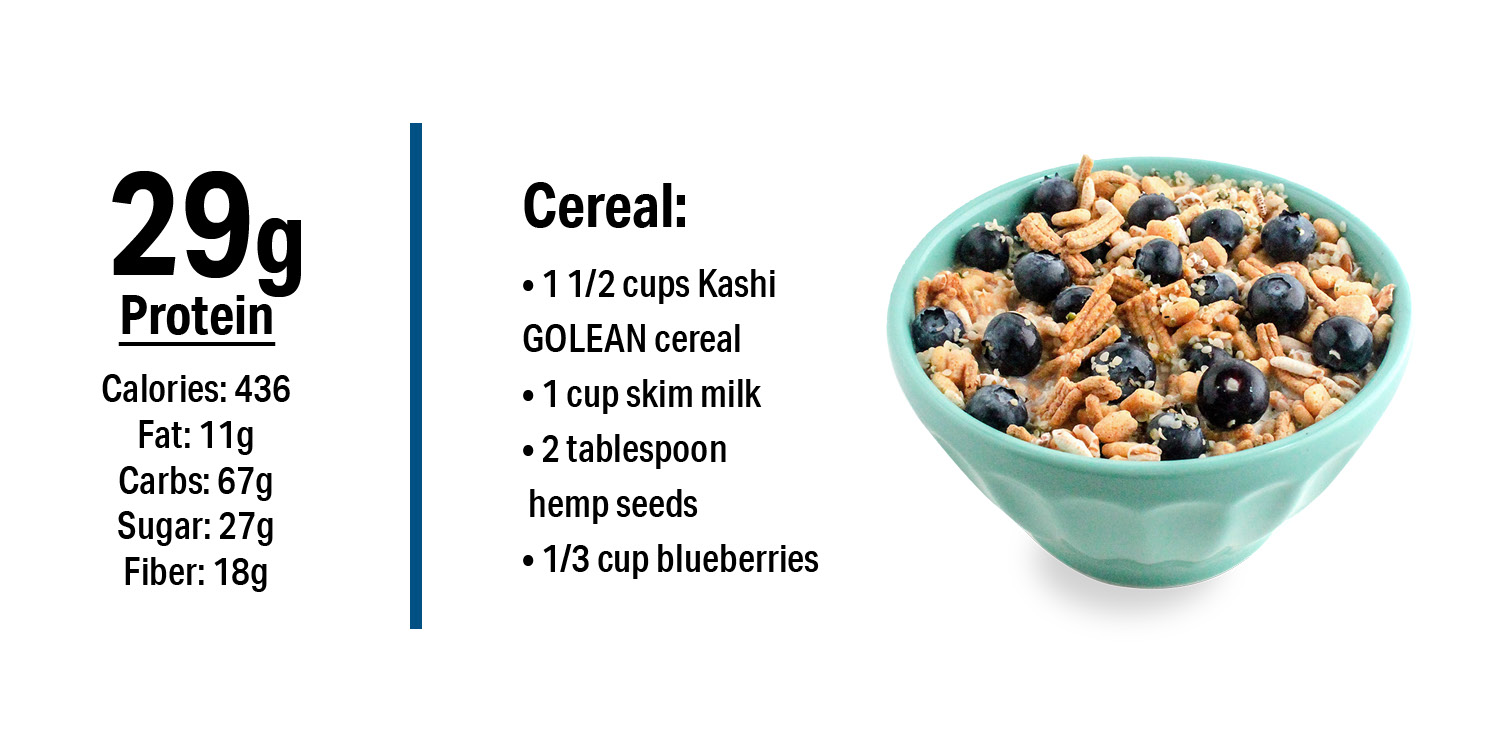 29g
Protein
Calories: 436
Fat: 11g
Carbs: 67g
Sugar: 27g
Fiber: 18g
Cereal:
• 1 1/2 cups Kashi
GOLEAN cereal
• 1 cup skim milk
• 2 tablespoon
hemp seeds
• 1/3 cup blueberries